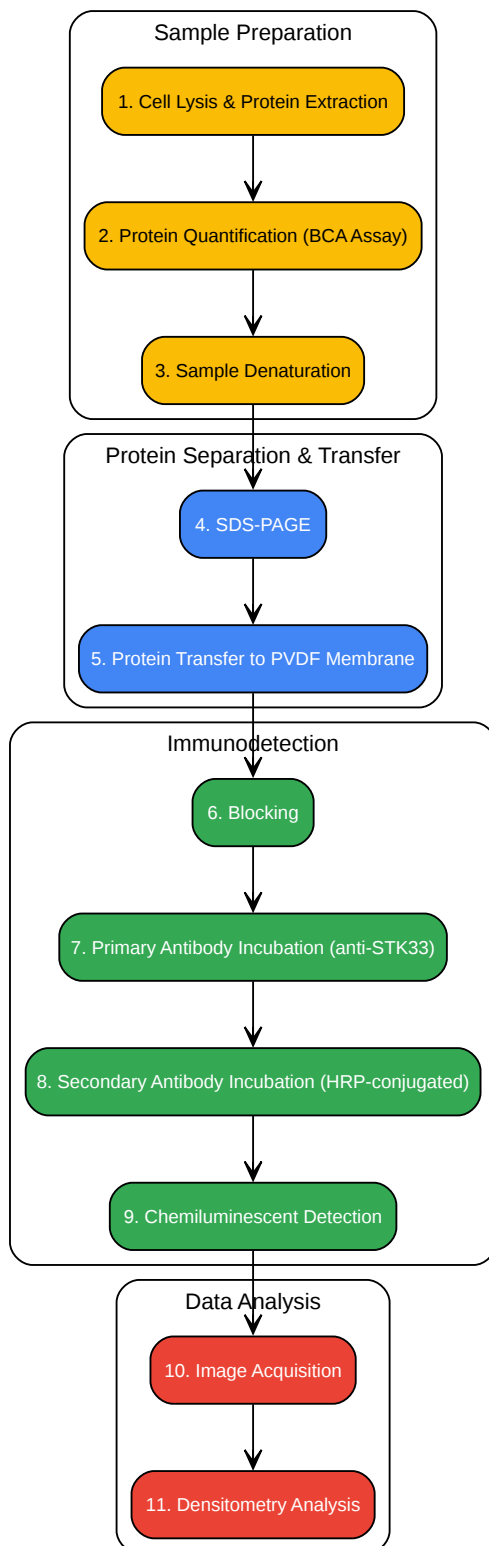 Sample Preparation
1. Cell Lysis & Protein Extraction
2. Protein Quantification (BCA Assay)
3. Sample Denaturation
Protein Separation & Transfer
4. SDS-PAGE
5. Protein Transfer to PVDF Membrane
Immunodetection
6. Blocking
7. Primary Antibody Incubation (anti-STK33)
8. Secondary Antibody Incubation (HRP-conjugated)
9. Chemiluminescent Detection
Data Analysis
10. Image Acquisition
11. Densitometry Analysis